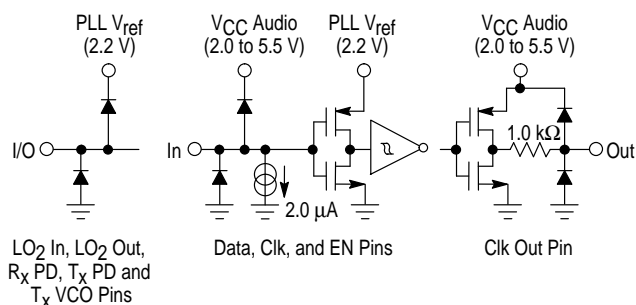 PLL Vref
(2.2 V)
I/O
LO2 In, LO2 Out,
Rx PD, Tx PD and
Tx VCO Pins
VCC Audio
(2.0 to 5.5 V)
PLL Vref
(2.2 V)
In
2.0 µA
Data, Clk, and EN Pins
VCC Audio
(2.0 to 5.5 V)
1.0 kΩ
Out
Clk Out Pin